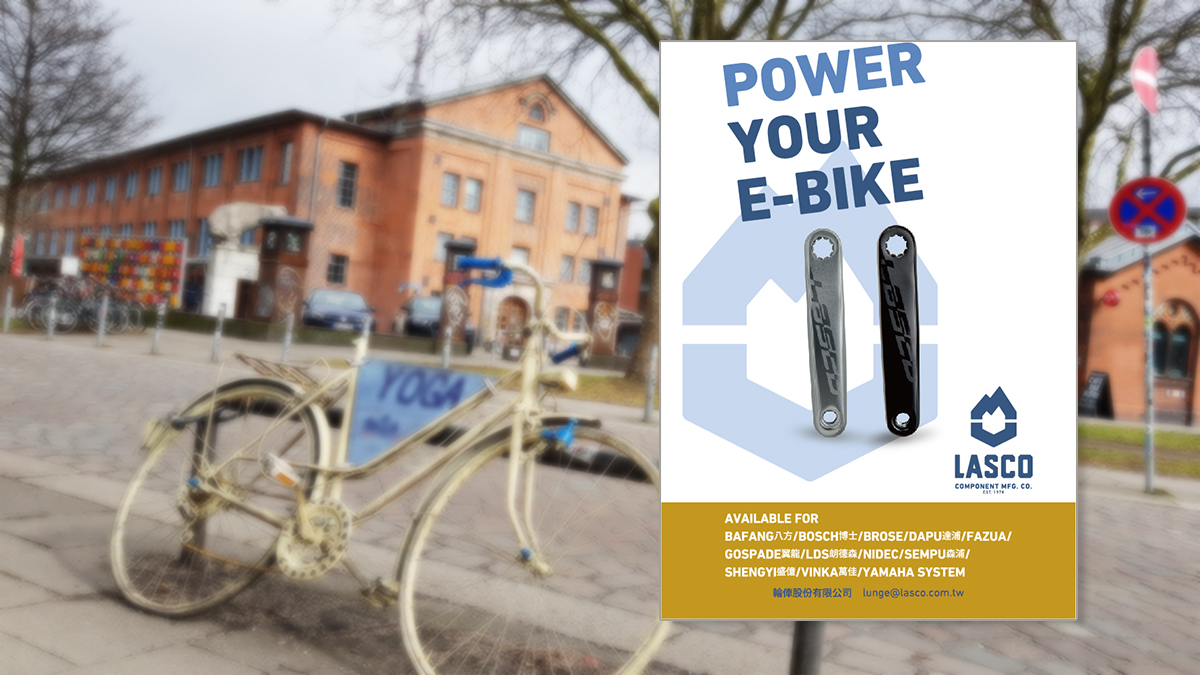 YOGA
POWER
YOUR
E-BIKE
LASCO
LASCO
LASCO
COMPONENT MFG. CO.
EST. 1978
AVAILABLE FOR
BAFANG八方/BOSCH博士/BROSE/DAPU達浦/FAZUA/
GOSPADE翼龍/LDS朗德森/NIDEC/SEMPU森浦/
SHENGYI盛億/VINKA萬佳/YAMAHA SYSTEM
輪俥股份有限公司 lunge@lasco.com.tw